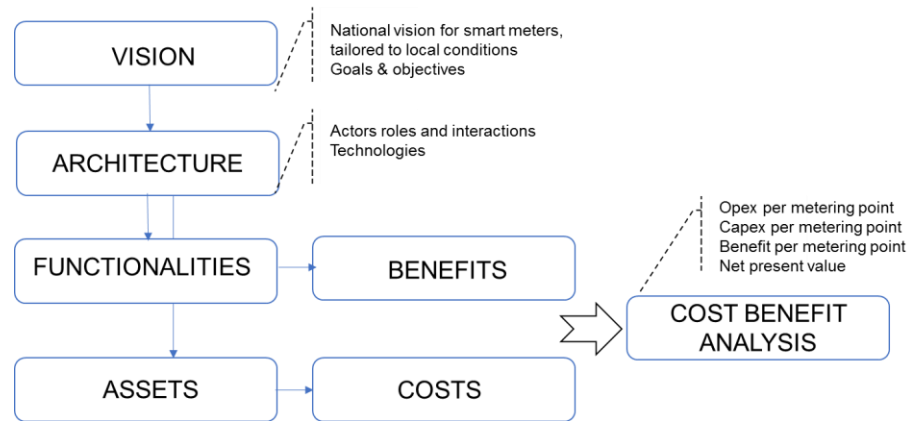 VISION
National vision for smart meters,
tailored to local conditions
Goals & objectives
ARCHITECTURE
Actors roles and interactions
Technologies
FUNCTIONALITIES
BENEFITS
Opex per metering point
Capex per metering point
Benefit per metering point
Net present value
COST BENEFIT
ANALYSIS
ASSETS
COSTS